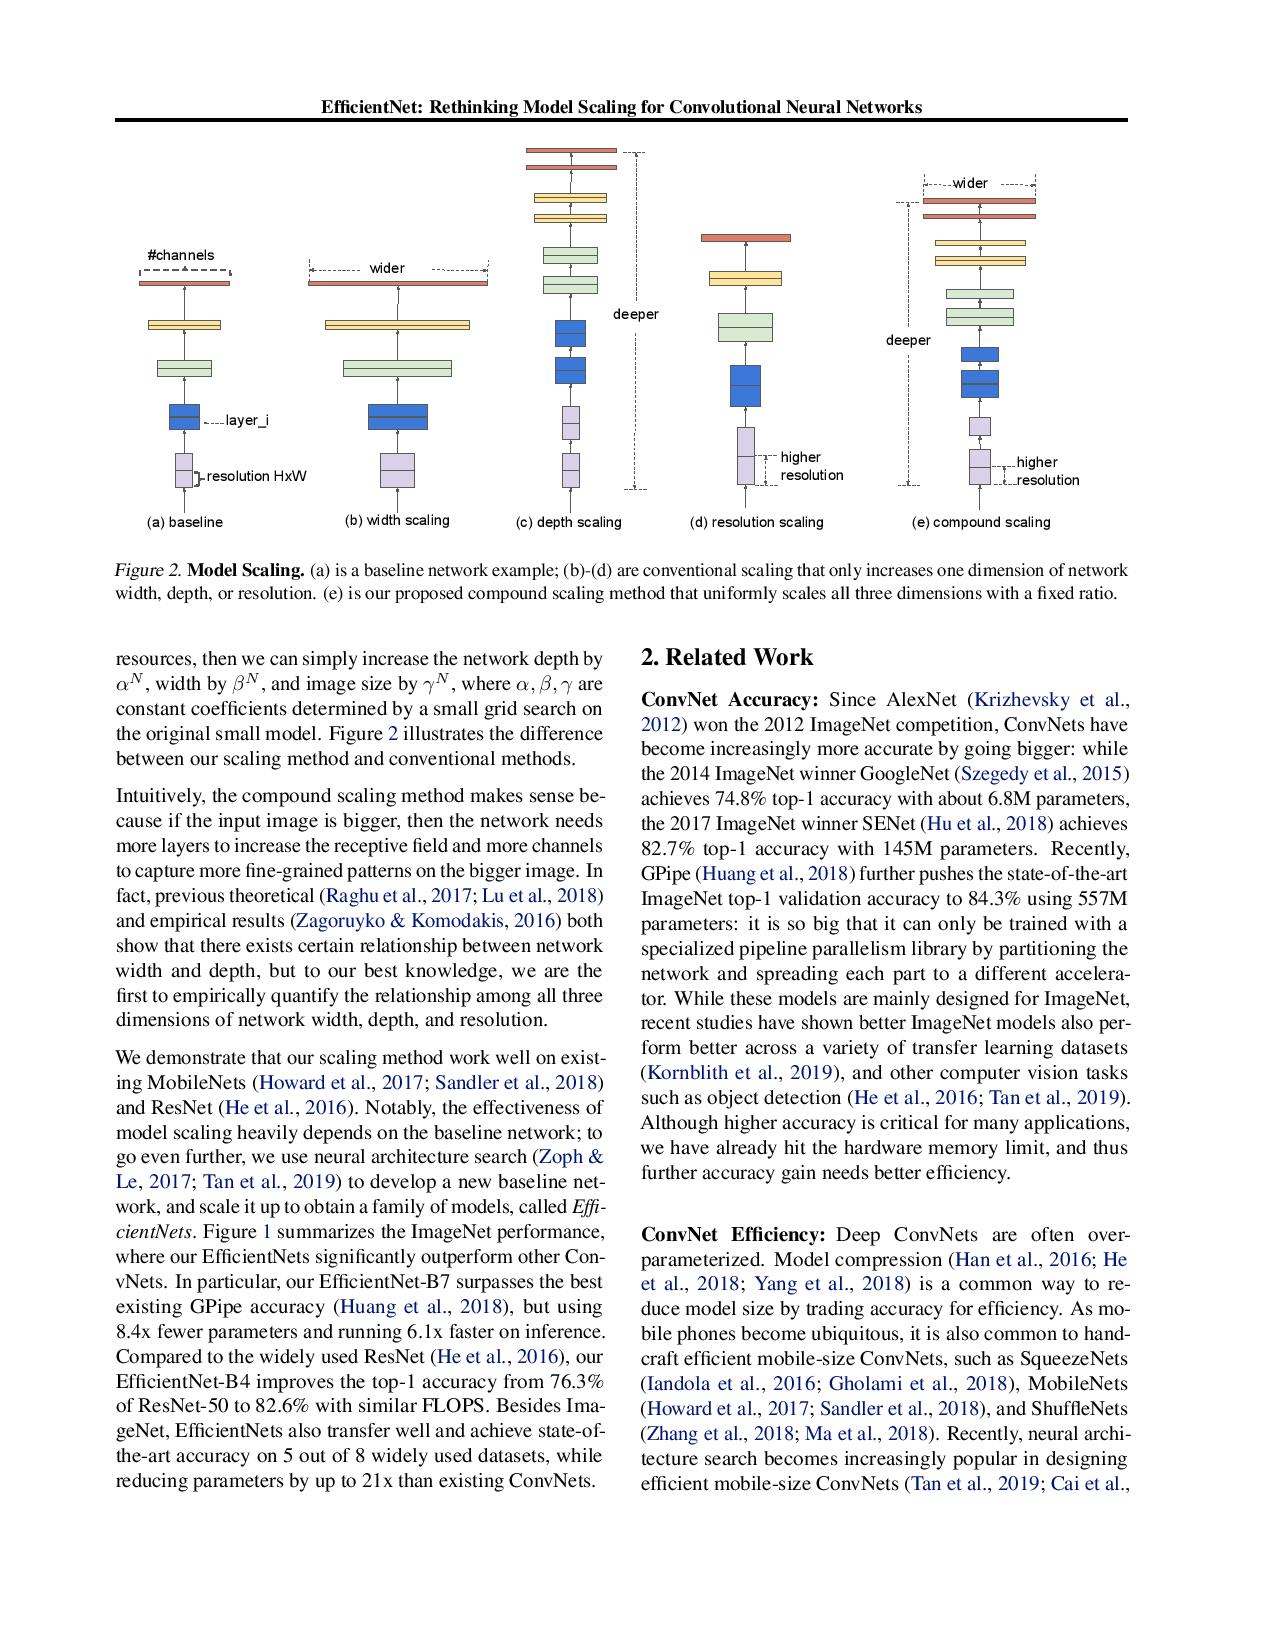 EfficientNet: Rethinking Model Scaling for Convolutional Neural Networks
#channels
layer_i
resolution HxW
(a) baseline
wider
(b) width scaling
deeper
(c) depth scaling
higher
resolution
(d) resolution scaling
wider
deeper
higher
resolution
(e) compound scaling
Figure 2. Model Scaling. (a) is a baseline network example; (b)-(d) are conventional scaling that only increases one dimension of network
width, depth, or resolution. (e) is our proposed compound scaling method that uniformly scales all three dimensions with a fixed ratio.
resources, then we can simply increase the network depth by
α^N, width by β^N, and image size by γ^N, where α, β, γ are
constant coefficients determined by a small grid search on
the original small model. Figure 2 illustrates the difference
between our scaling method and conventional methods.
Intuitively, the compound scaling method makes sense be-
cause if the input image is bigger, then the network needs
more layers to increase the receptive field and more channels
to capture more fine-grained patterns on the bigger image. In
fact, previous theoretical (Raghu et al., 2017; Lu et al., 2018)
and empirical results (Zagoruyko & Komodakis, 2016) both
show that there exists certain relationship between network
width and depth, but to our best knowledge, we are the
first to empirically quantify the relationship among all three
dimensions of network width, depth, and resolution.
We demonstrate that our scaling method work well on exist-
ing MobileNets (Howard et al., 2017; Sandler et al., 2018)
and ResNet (He et al., 2016). Notably, the effectiveness of
model scaling heavily depends on the baseline network; to
go even further, we use neural architecture search (Zoph &
Le, 2017; Tan et al., 2019) to develop a new baseline net-
work, and scale it up to obtain a family of models, called Effi-
cientNets. Figure 1 summarizes the ImageNet performance,
where our EfficientNets significantly outperform other Con-
vNets. In particular, our EfficientNet-B7 surpasses the best
existing GPipe accuracy (Huang et al., 2018), but using
8.4x fewer parameters and running 6.1x faster on inference.
Compared to the widely used ResNet (He et al., 2016), our
EfficientNet-B4 improves the top-1 accuracy from 76.3%
of ResNet-50 to 82.6% with similar FLOPS. Besides Ima-
geNet, EfficientNets also transfer well and achieve state-of-
the-art accuracy on 5 out of 8 widely used datasets, while
reducing parameters by up to 21x than existing ConvNets.
2. Related Work
ConvNet Accuracy: Since AlexNet (Krizhevsky et al.,
2012) won the 2012 ImageNet competition, ConvNets have
become increasingly more accurate by going bigger: while
the 2014 ImageNet winner GoogleNet (Szegedy et al., 2015)
achieves 74.8% top-1 accuracy with about 6.8M parameters,
the 2017 ImageNet winner SENet (Hu et al., 2018) achieves
82.7% top-1 accuracy with 145M parameters. Recently,
GPipe (Huang et al., 2018) further pushes the state-of-the-art
ImageNet top-1 validation accuracy to 84.3% using 557M
parameters: it is so big that it can only be trained with a
specialized pipeline parallelism library by partitioning the
network and spreading each part to a different accelera-
tor. While these models are mainly designed for ImageNet,
recent studies have shown better ImageNet models also per-
form better across a variety of transfer learning datasets
(Kornblith et al., 2019), and other computer vision tasks
such as object detection (He et al., 2016; Tan et al., 2019).
Although higher accuracy is critical for many applications,
we have already hit the hardware memory limit, and thus
further accuracy gain needs better efficiency.
ConvNet Efficiency: Deep ConvNets are often over-
parameterized. Model compression (Han et al., 2016; He
et al., 2018; Yang et al., 2018) is a common way to re-
duce model size by trading accuracy for efficiency. As mo-
bile phones become ubiquitous, it is also common to hand-
craft efficient mobile-size ConvNets, such as SqueezeNets
(Iandola et al., 2016; Gholami et al., 2018), MobileNets
(Howard et al., 2017; Sandler et al., 2018), and ShuffleNets
(Zhang et al., 2018; Ma et al., 2018). Recently, neural archi-
tecture search becomes increasingly popular in designing
efficient mobile-size ConvNets (Tan et al., 2019; Cai et al.,